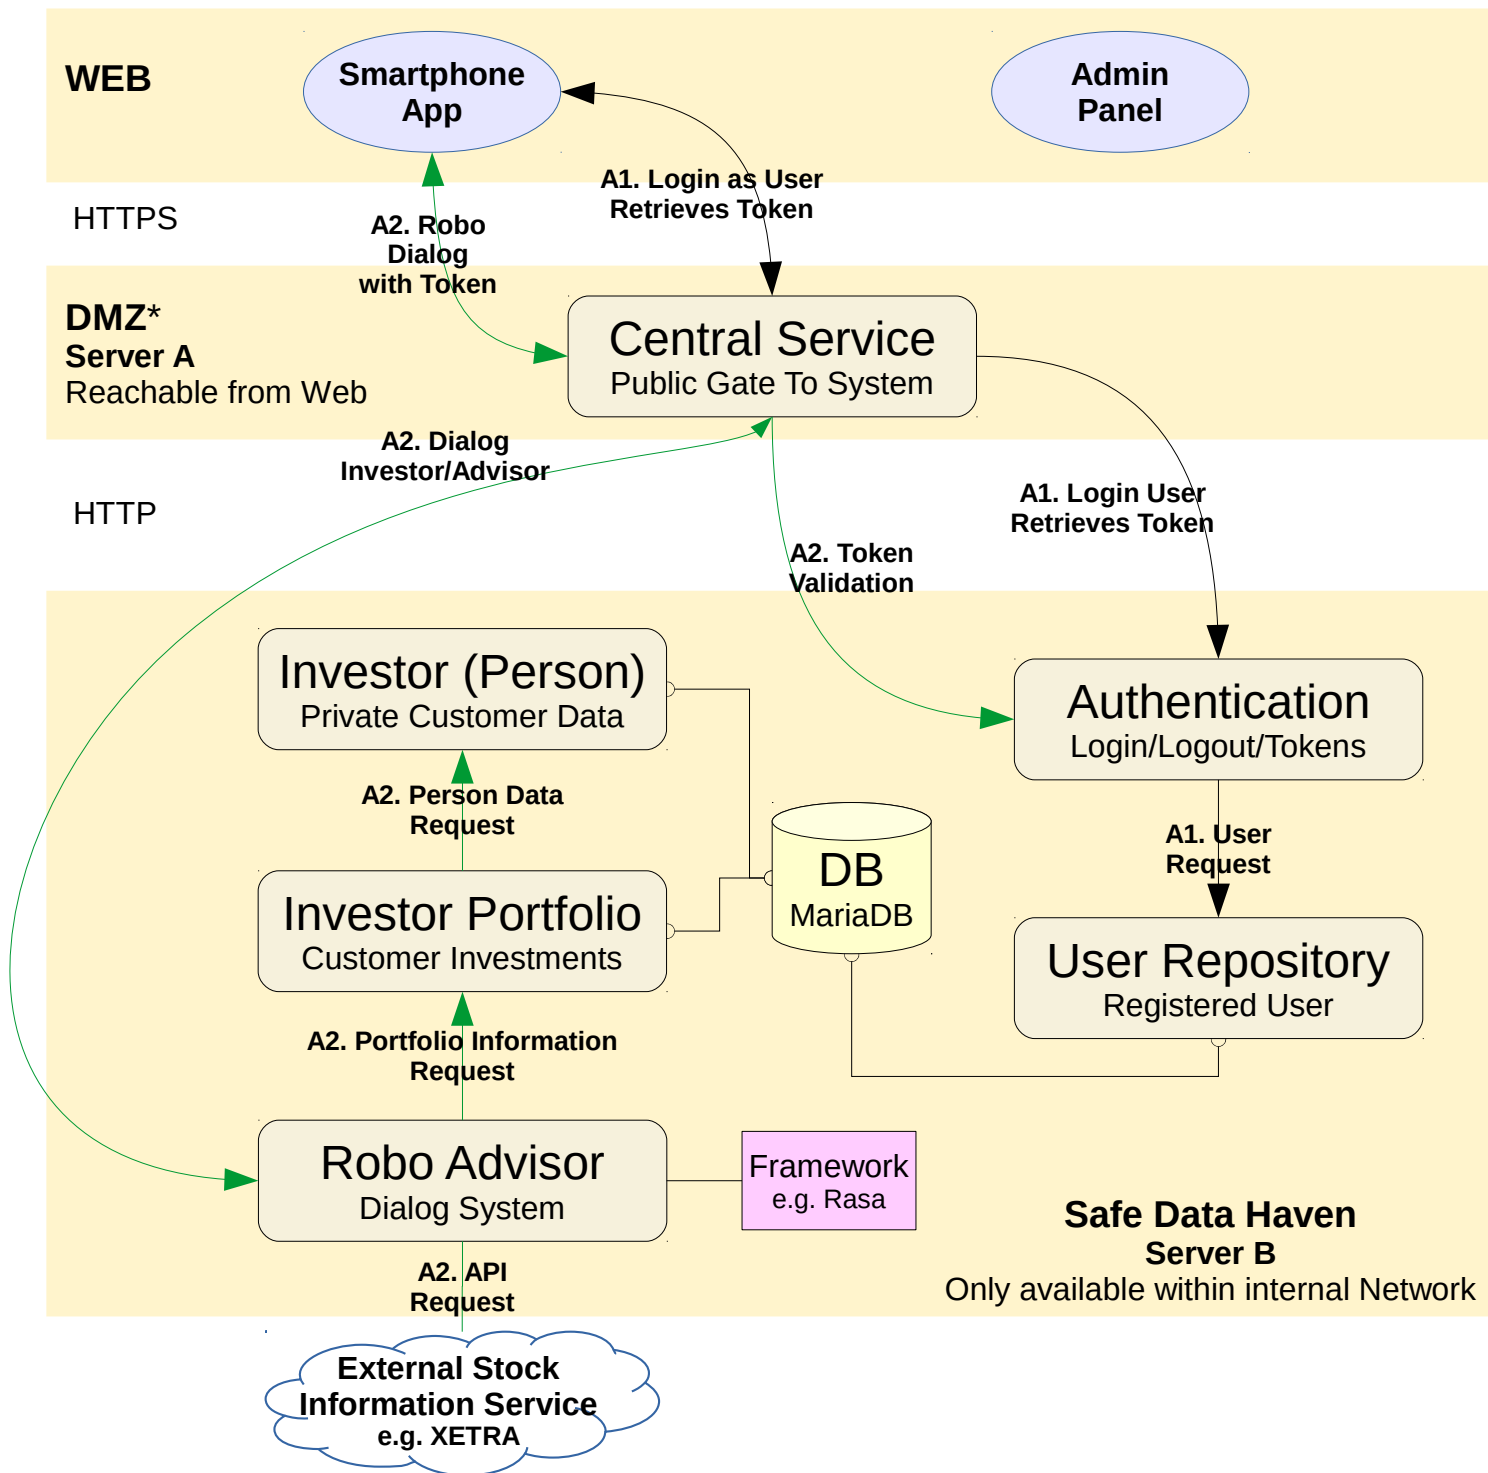 WEB
Smartphone
App
Admin
Panel
A1. Login as User
Retrieves Token
HTTPS
A2. Robo
Dialog
with Token
DMZ*
Server A
Reachable from Web
Central Service
Public Gate To System
A2. Dialog
Investor/Advisor
HTTP
A1. Login User
Retrieves Token
A2. Token
Validation
Investor (Person)
Private Customer Data
Authentication
Login/Logout/Tokens
A2. Person Data
Request
A1. User
Request
DB
MariaDB
Investor Portfolio
Customer Investments
User Repository
Registered User
A2. Portfolio Information
Request
Robo Advisor
Dialog System
Framework
e.g. Rasa
Safe Data Haven
Server B
Only available within internal Network
A2. API
Request
External Stock
Information Service
e.g. XETRA